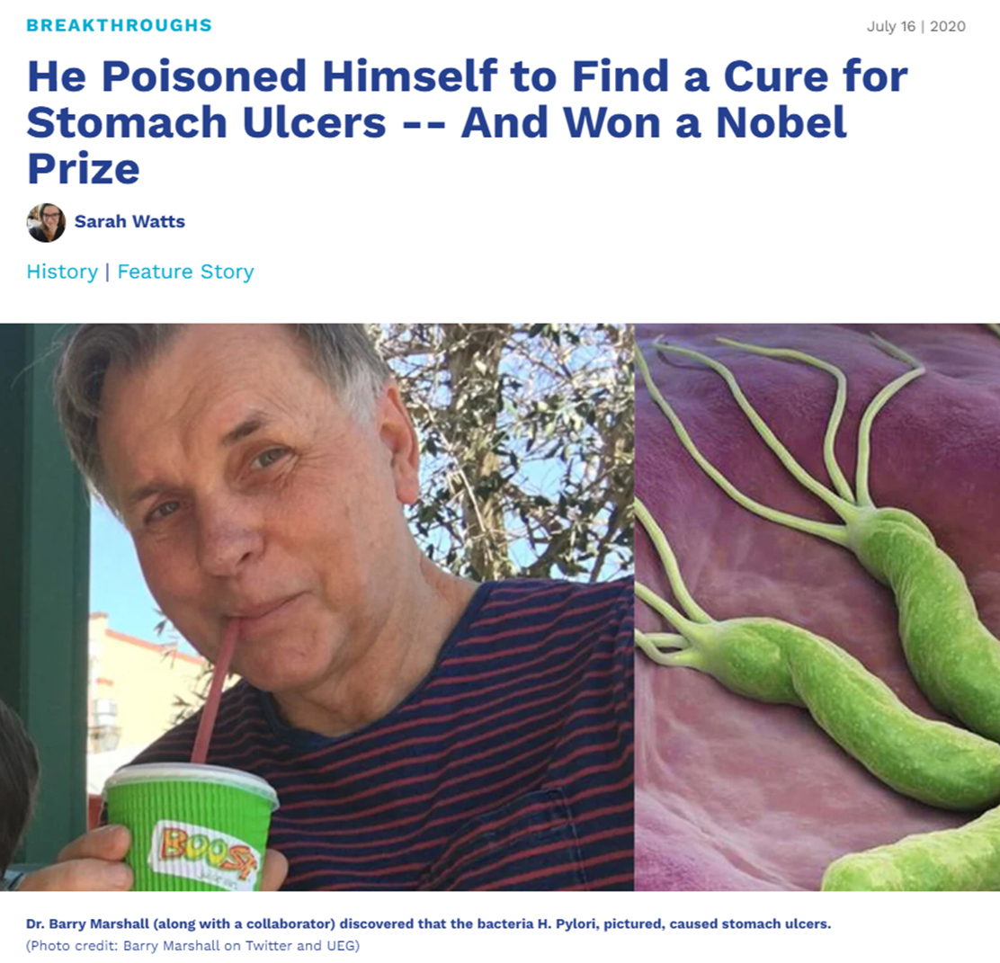 BREAKTHROUGHS
July 16 | 2020
He Poisoned Himself to Find a Cure for
Stomach Ulcers -- And Won a Nobel
Prize
Sarah Watts
History | Feature Story
BOOST
Dr. Barry Marshall (along with a collaborator) discovered that the bacteria H. Pylori, pictured, caused stomach ulcers.
(Photo credit: Barry Marshall on Twitter and UEG)